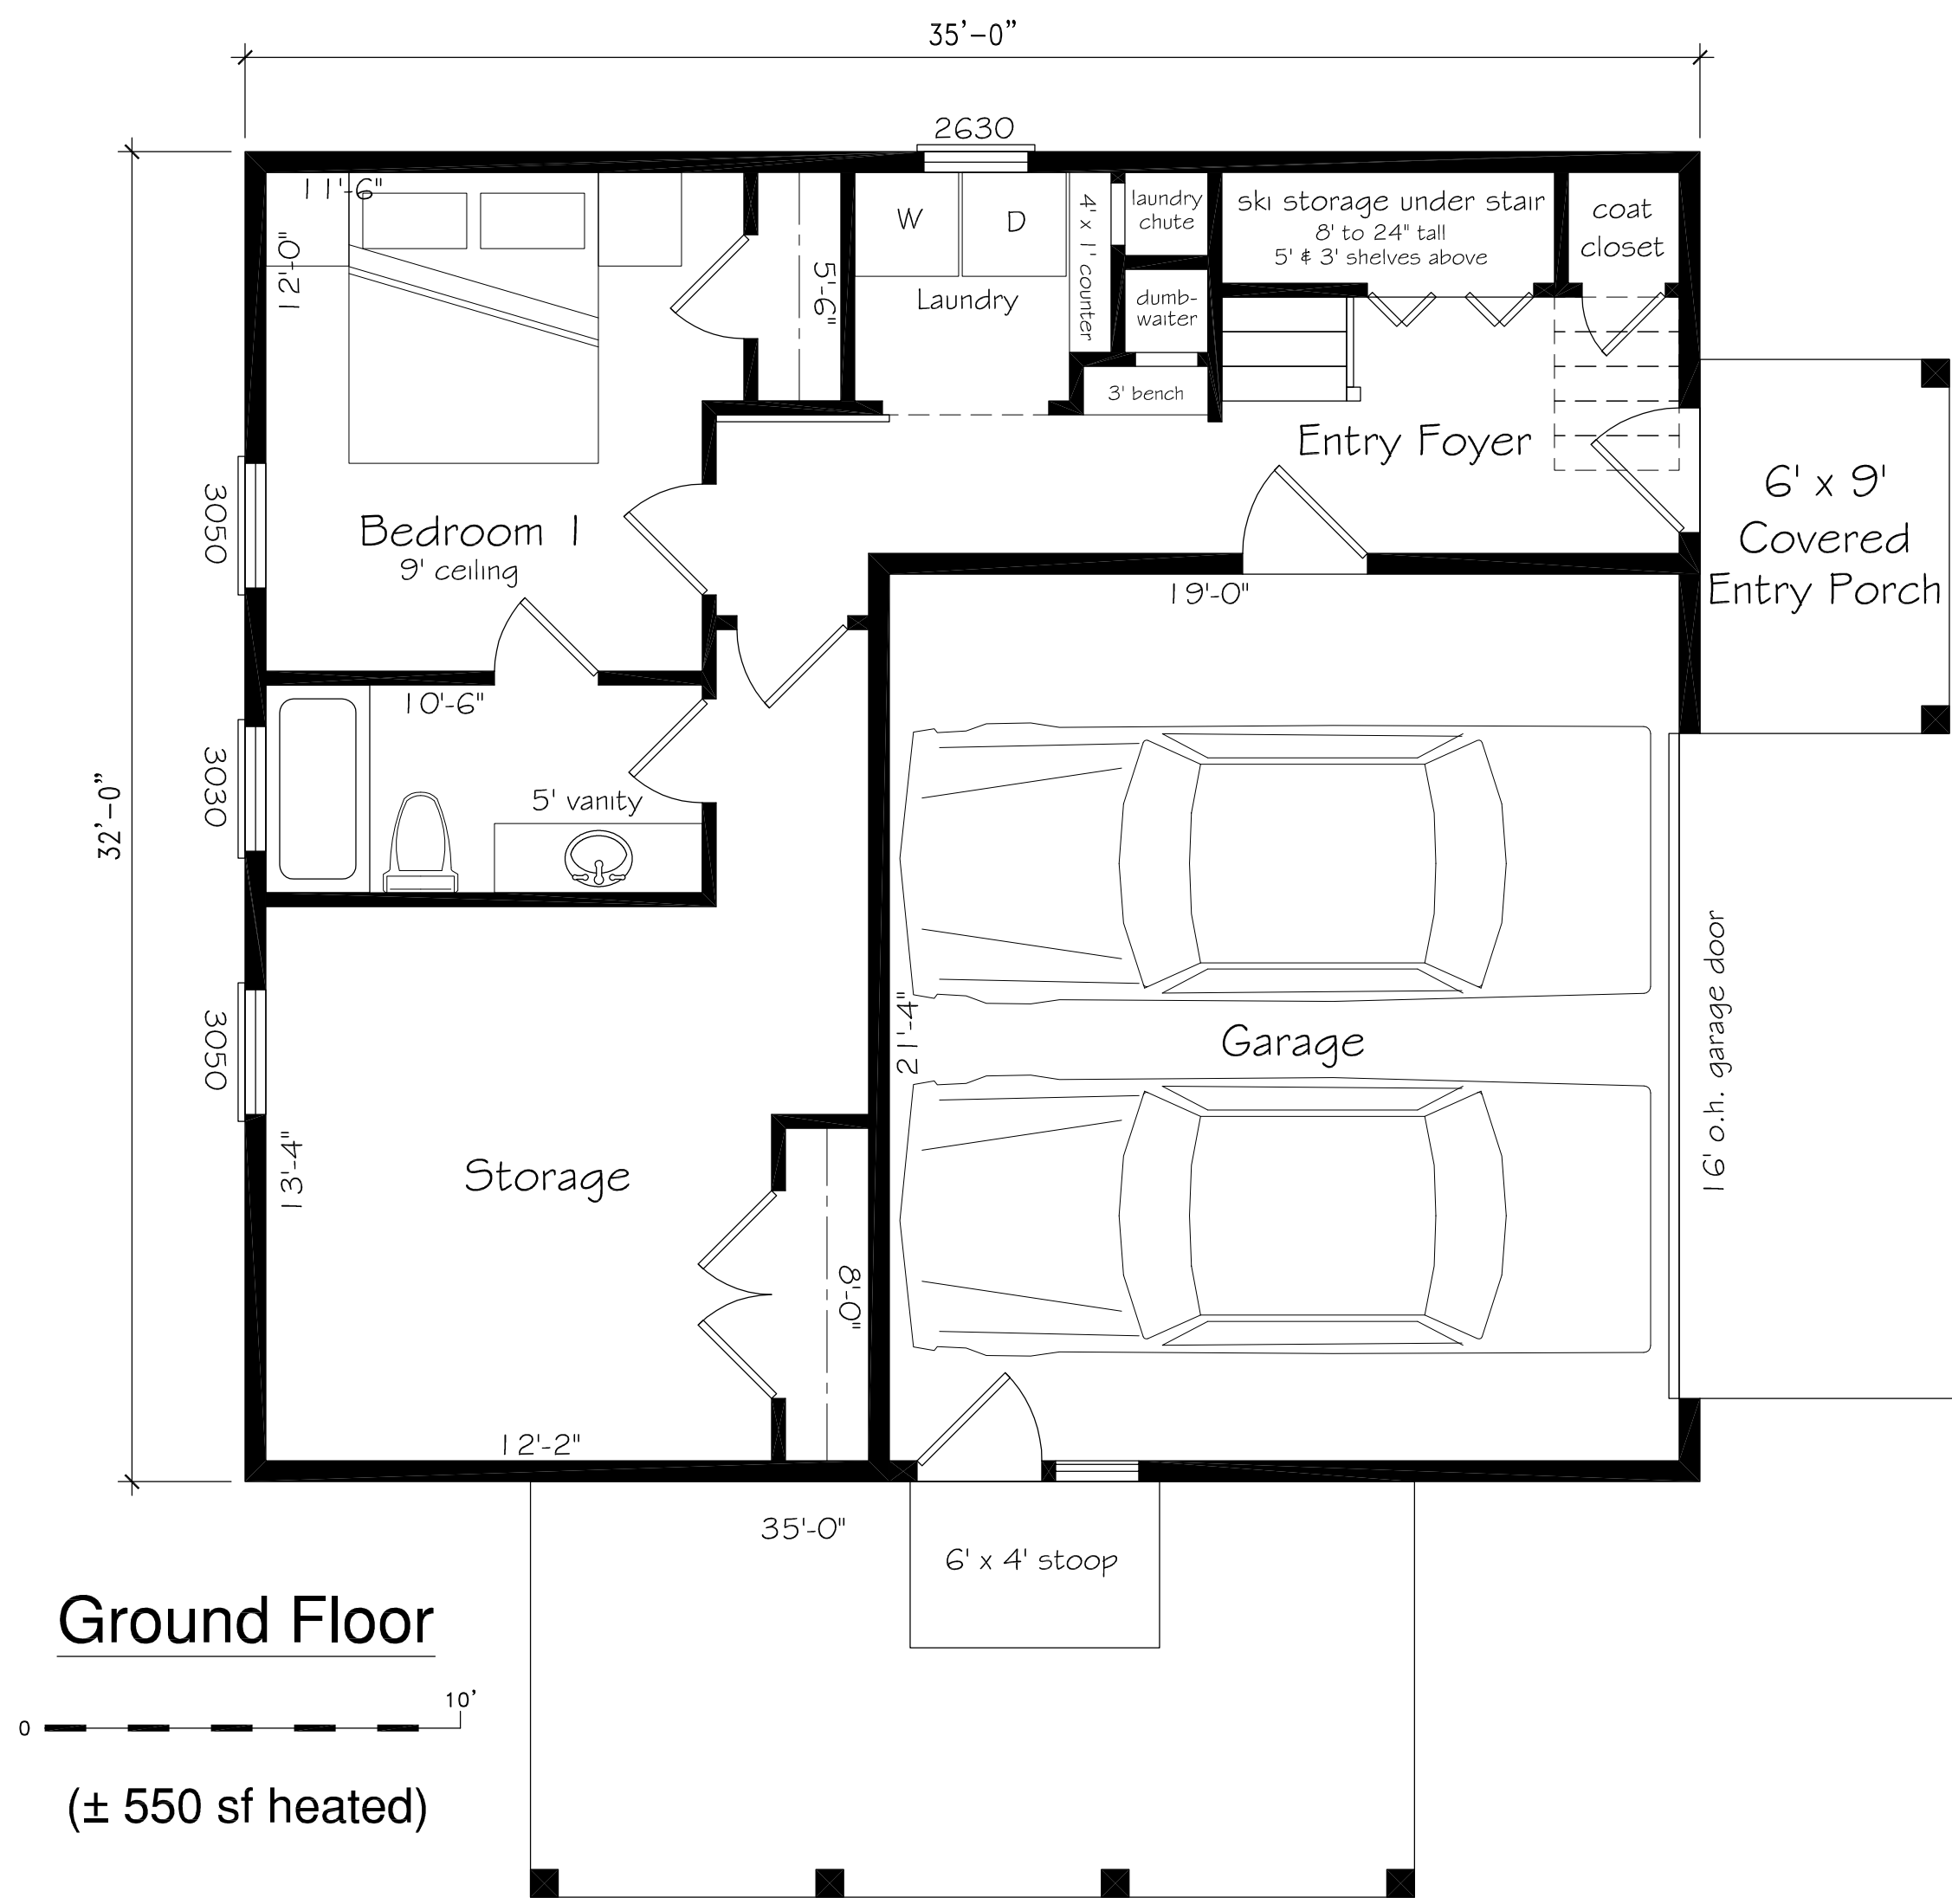 35’-0”
2630
11'-6"
12'-0"
5'-6"
W
D
Laundry
4' x 1' counter
laundry
chute
dumb-
waiter
3' bench
ski storage under stair
8' to 24" tall
5' & 3' shelves above
coat
closet
Entry Foyer
6' x 9'
Covered
Entry Porch
3050
Bedroom 1
9' ceiling
19'-0"
10'-6"
3030
5' vanity
32’-0”
3050
13'-4"
Storage
8'-0"
12'-2"
21'-4"
Garage
16' o.h. garage door
35'-0"
6' x 4' stoop
Ground Floor
0
10’
(± 550 sf heated)